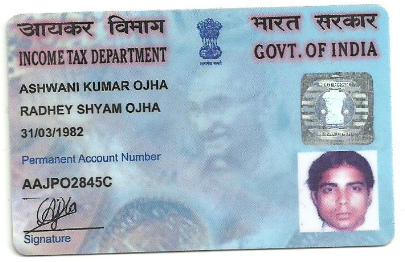 आयकर विभाग
भारत सरकार
INCOME TAX DEPARTMENT
GOVT. OF INDIA
ASHWANI KUMAR OJHA
RADHEY SHYAM OJHA
31/03/1982
Permanent Account Number
AAJPO2845C
Signature